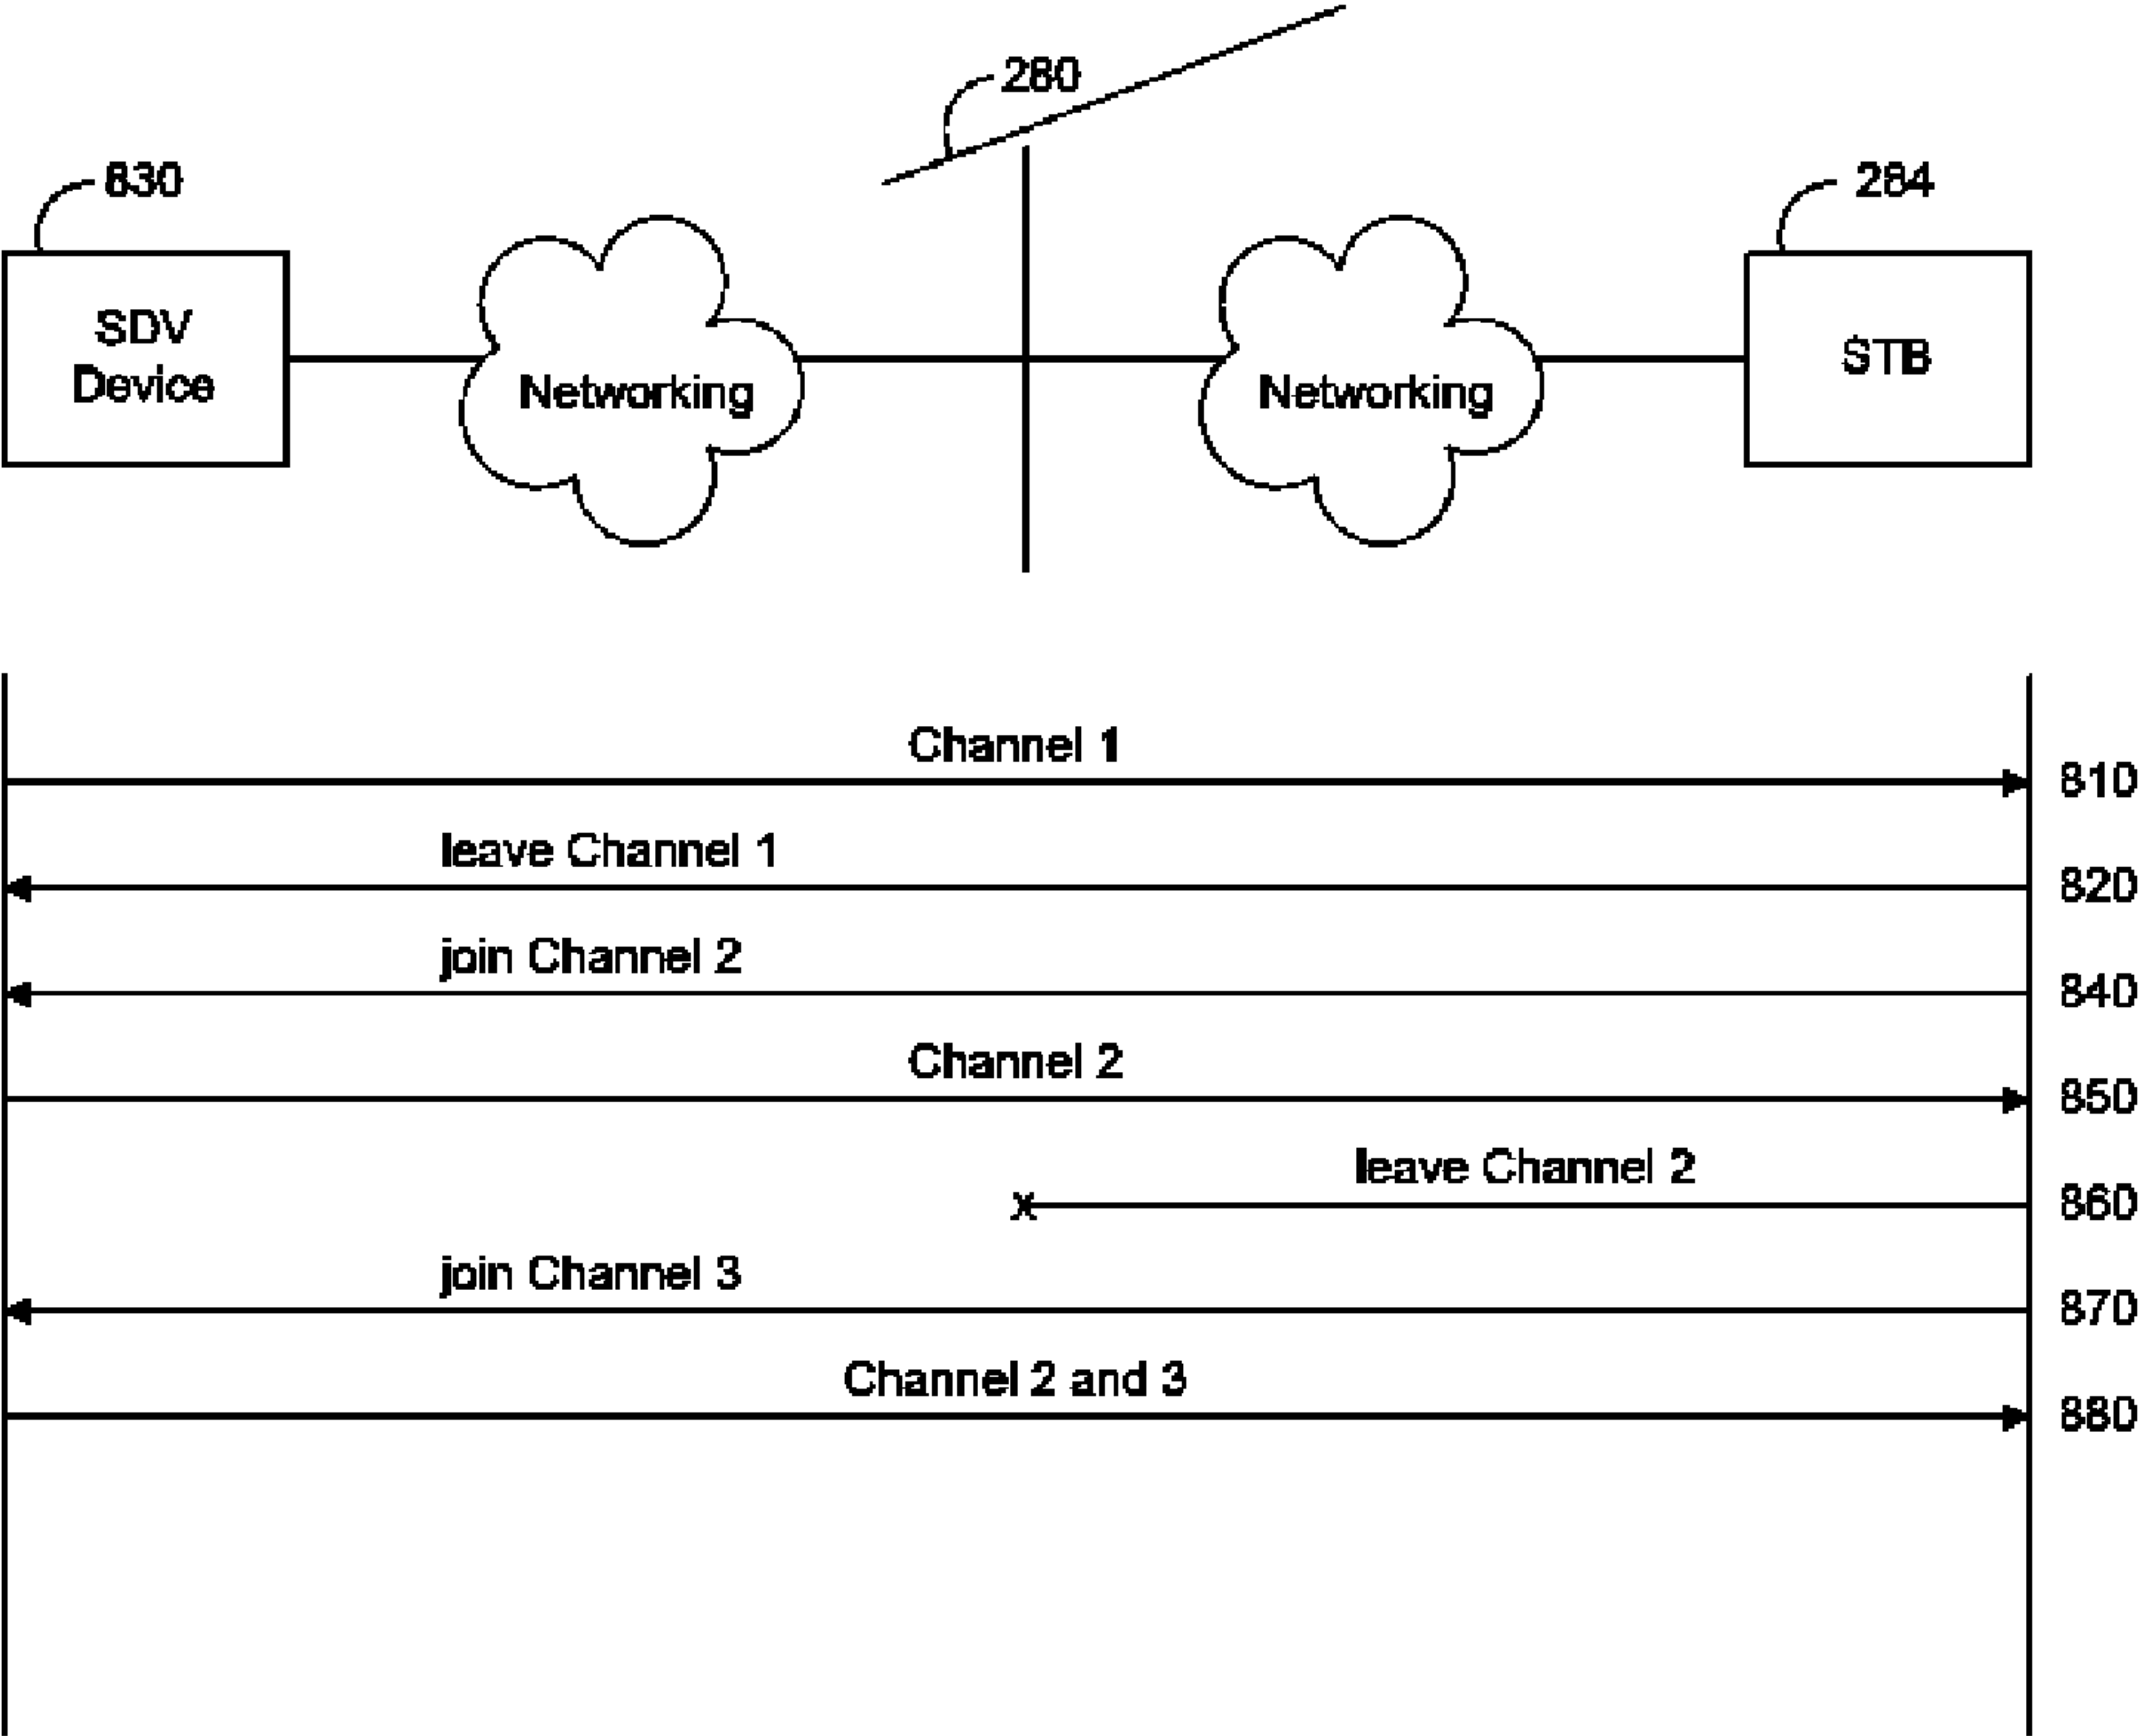 280
830
284
SDV
Device
Networking
Networking
STB
Channel 1
810
leave Channel 1
820
join Channel 2
840
Channel 2
850
leave Channel 2
x
860
join Channel 3
870
Channel 2 and 3
880